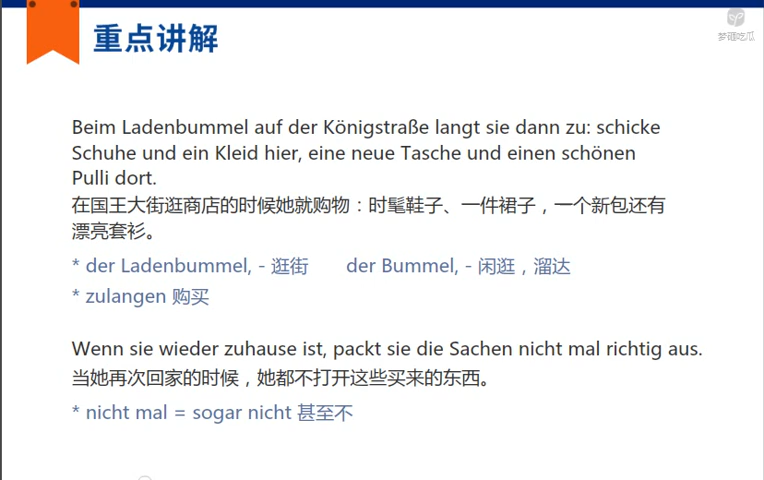 重点讲解
梦窝吃瓜
Beim Ladenbummel auf der Königstraße langt sie dann zu: schicke
Schuhe und ein Kleid hier, eine neue Tasche und einen schönen
Pulli dort.
在国王大街逛商店的时候她就购物：时髦鞋子、一件裙子，一个新包还有
漂亮套衫。
* der Ladenbummel, - 逛街 der Bummel, - 闲逛，溜达
* zulangen 购买
Wenn sie wieder zuhause ist, packt sie die Sachen nicht mal richtig aus.
当她再次回家的时候，她都不打开这些买来的东西。
* nicht mal = sogar nicht 甚至不